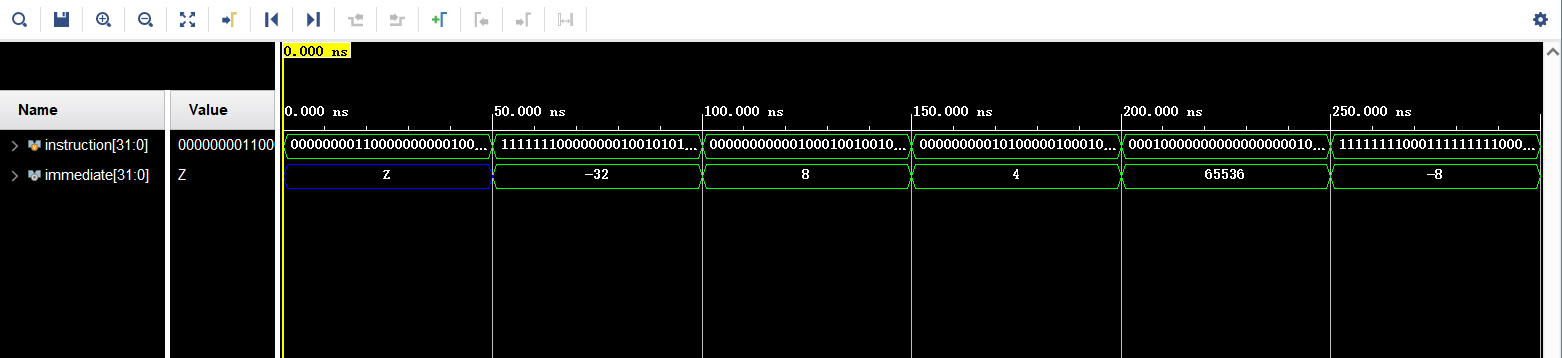 0.000 ns
Name
Value
0.000 ns
50.000 ns
100.000 ns
150.000 ns
200.000 ns
250.000 ns
instruction[31:0]
000000001100
00000000110000000000100...
11111110000000010010101...
00000000000100010010010...
00000000010100000100010...
00010000000000000000010...
11111111000111111111000...
immediate[31:0]
Z
Z
-32
8
4
65536
-8